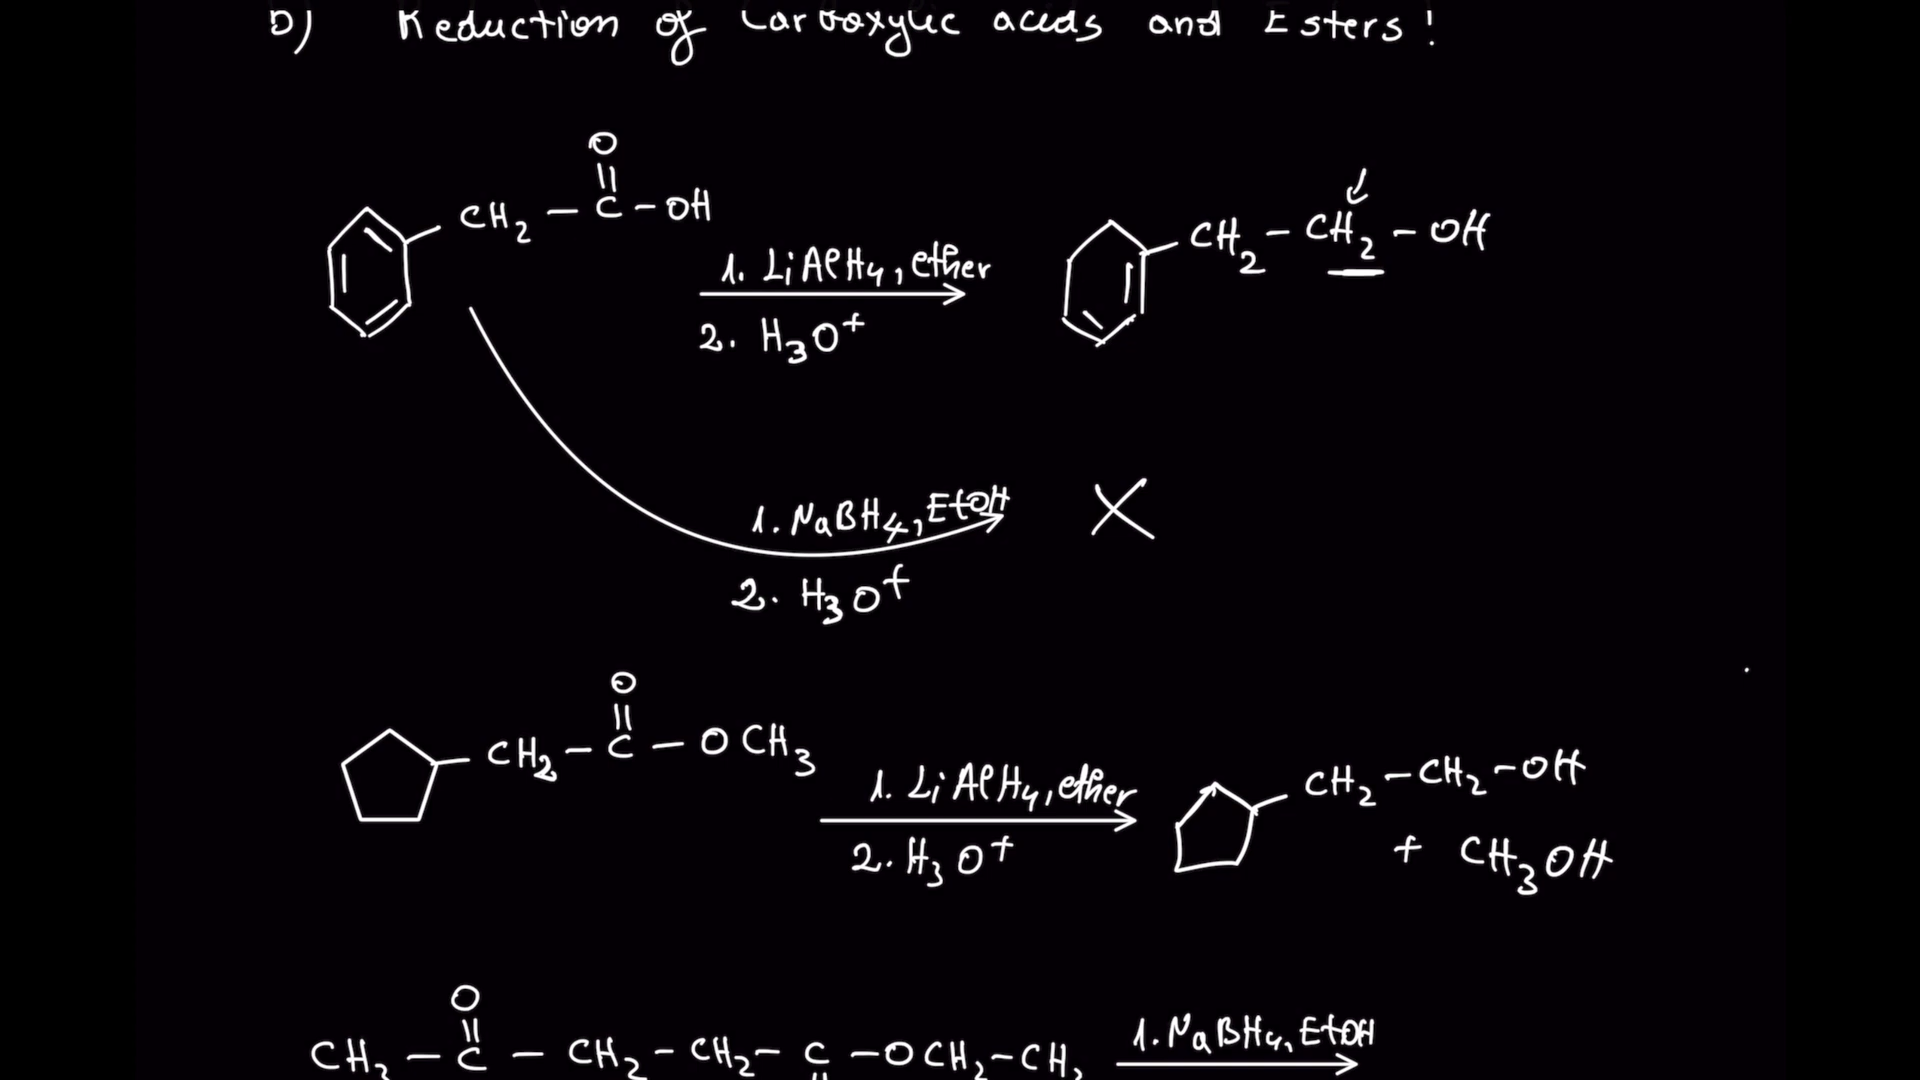 D) Reduction of Carboxylic acids and Esters!
O
CH₂ – C – OH
CH₂ – CH₂ – OH
1. LiAlH₄, ether
2. H₃O⁺
1. NaBH₄, EtOH
X
2. H₃O⁺
O
CH₂ – C – OCH₃
1. LiAlH₄, ether
CH₂ – CH₂ – OH
2. H₃O⁺
+ CH₃OH
O
1. NaBH₄, EtOH
CH₃ – C – CH₂ – CH₂ – C – OCH₂ – CH₃